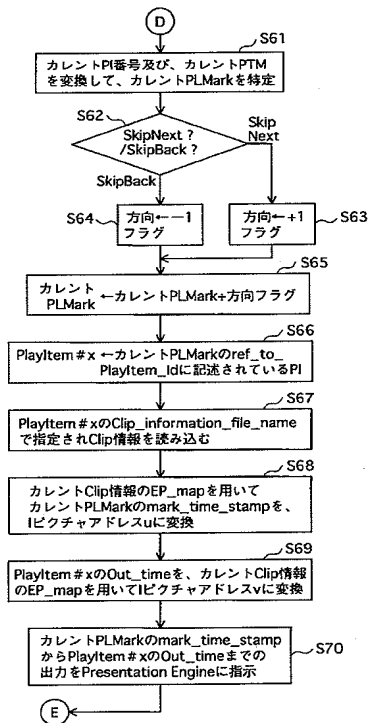 D
S61
カレントPI番号及び、カレントPTM
を変換して、カレントPLMarkを特定
S62
SkipNext ?
/SkipBack ?
Skip
Next
SkipBack
S64
方向←−1
フラグ
方向←+1
フラグ
S63
S65
カレント
PLMark ←カレントPLMark+方向フラグ
S66
PlayItem#x ←カレントPLMarkのref_to_
PlayItem_Idに記述されているPI
S67
PlayItem#xのClip_information_file_name
で指定されClip情報を読み込む
S68
カレントClip情報のEP_mapを用いて
カレントPLMarkのmark_time_stampを、
Iピクチャアドレスuに変換
S69
PlayItem#xのOut_timeを、カレントClip情報
のEP_mapを用いてIピクチャアドレスvに変換
カレントPLMarkのmark_time_stamp
からPlayItem#xのOut_timeまでの
出力をPresentation Engineに指示
S70
E